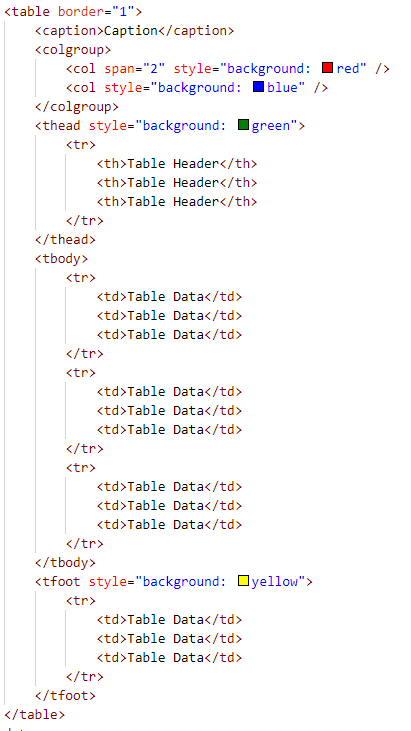 <table border="1">
<caption>Caption</caption>
<colgroup>
<col span="2" style="background: red" />
<col style="background: blue" />
</colgroup>
<thead style="background: green">
<tr>
<th>Table Header</th>
<th>Table Header</th>
<th>Table Header</th>
</tr>
</thead>
<tbody>
<tr>
<td>Table Data</td>
<td>Table Data</td>
<td>Table Data</td>
</tr>
<tr>
<td>Table Data</td>
<td>Table Data</td>
<td>Table Data</td>
</tr>
<tr>
<td>Table Data</td>
<td>Table Data</td>
<td>Table Data</td>
</tr>
</tbody>
<tfoot style="background: yellow">
<tr>
<td>Table Data</td>
<td>Table Data</td>
<td>Table Data</td>
</tr>
</tfoot>
</table>